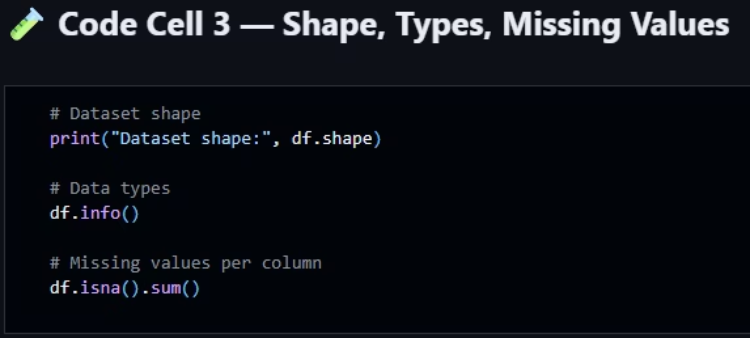 🧪 Code Cell 3 — Shape, Types, Missing Values
# Dataset shape
print("Dataset shape:", df.shape)
# Data types
df.info()
# Missing values per column
df.isna().sum()